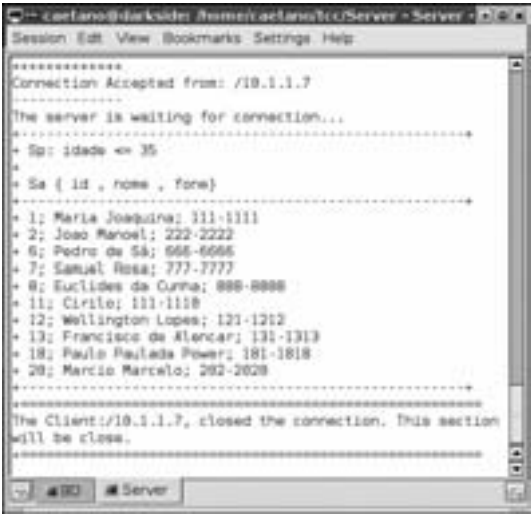 caetano@darkside: /home/caetano/tcc/Server - Server -
Session Edit View Bookmarks Settings Help
*************
Connection Accepted from: /10.1.1.7
-------------
The server is waiting for connection...
+--------------------------------------------------+
+ Sp: idade <= 35
+
+ Sa { id , nome , fone}
+--------------------------------------------------+
+ 1; Maria Joaquina; 111-1111
+ 2; Joao Manoel; 222-2222
+ 6; Pedro de Sá; 666-6666
+ 7; Samuel Rosa; 777-7777
+ 8; Euclides da Cunha; 888-8888
+ 11; Cirilo; 111-1110
+ 12; Wellington Lopes; 121-1212
+ 13; Francisco de Alencar; 131-1313
+ 18; Paulo Paulada Power; 181-1818
+ 20; Marcio Marcelo; 202-2020
+--------------------------------------------------+
+==================================================
The Client:/10.1.1.7, closed the connection. This section
will be close.
+==================================================
BD Server